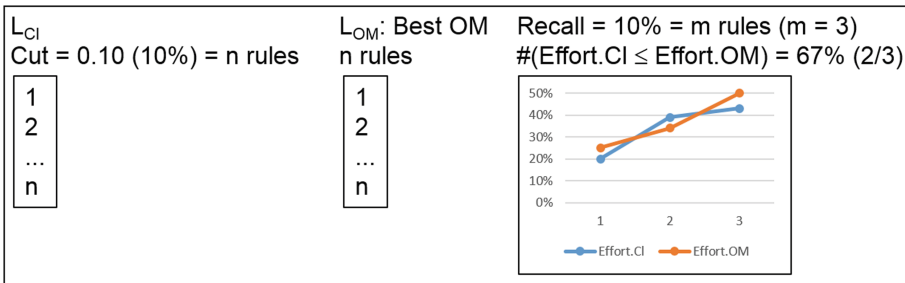 L_CI
Cut = 0.10 (10%) = n rules
1
2
...
n
L_OM: Best OM
n rules
1
2
...
n
Recall = 10% = m rules (m = 3)
#(Effort.CI ≤ Effort.OM) = 67% (2/3)
50%
40%
30%
20%
10%
0%
1 2 3
Effort.CI Effort.OM